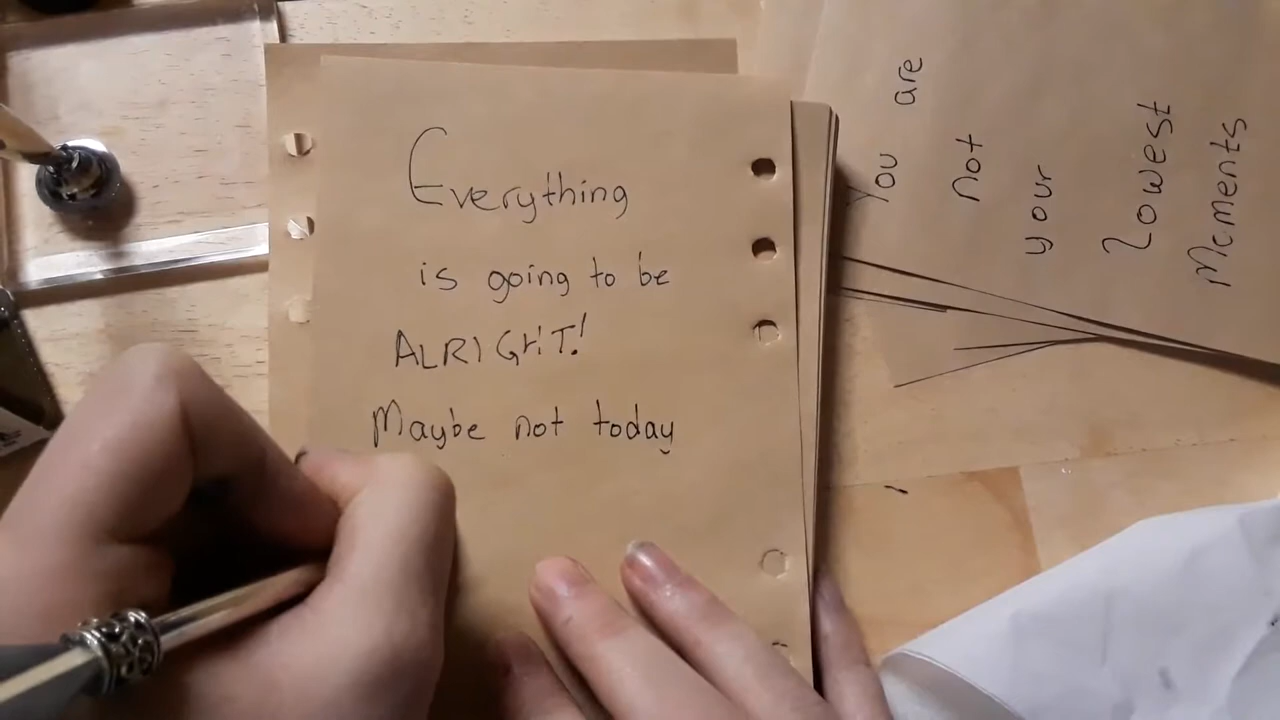 Everything
is going to be
ALRIGHT!
Maybe not today
You are
not
your
Lowest
Moments